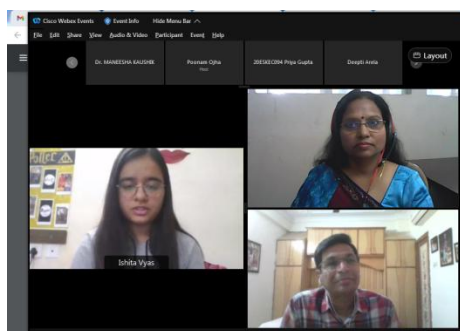 Cisco Webex Events Event Info Hide Menu Bar
File Edit Share View Audio & Video Participant Event Help
Dr. MANEESHA KAUSHIK
Poonam Ojha
Host
20ESKEC094 Priya Gupta
Deepti Arela
Layout
Ishita Vyas